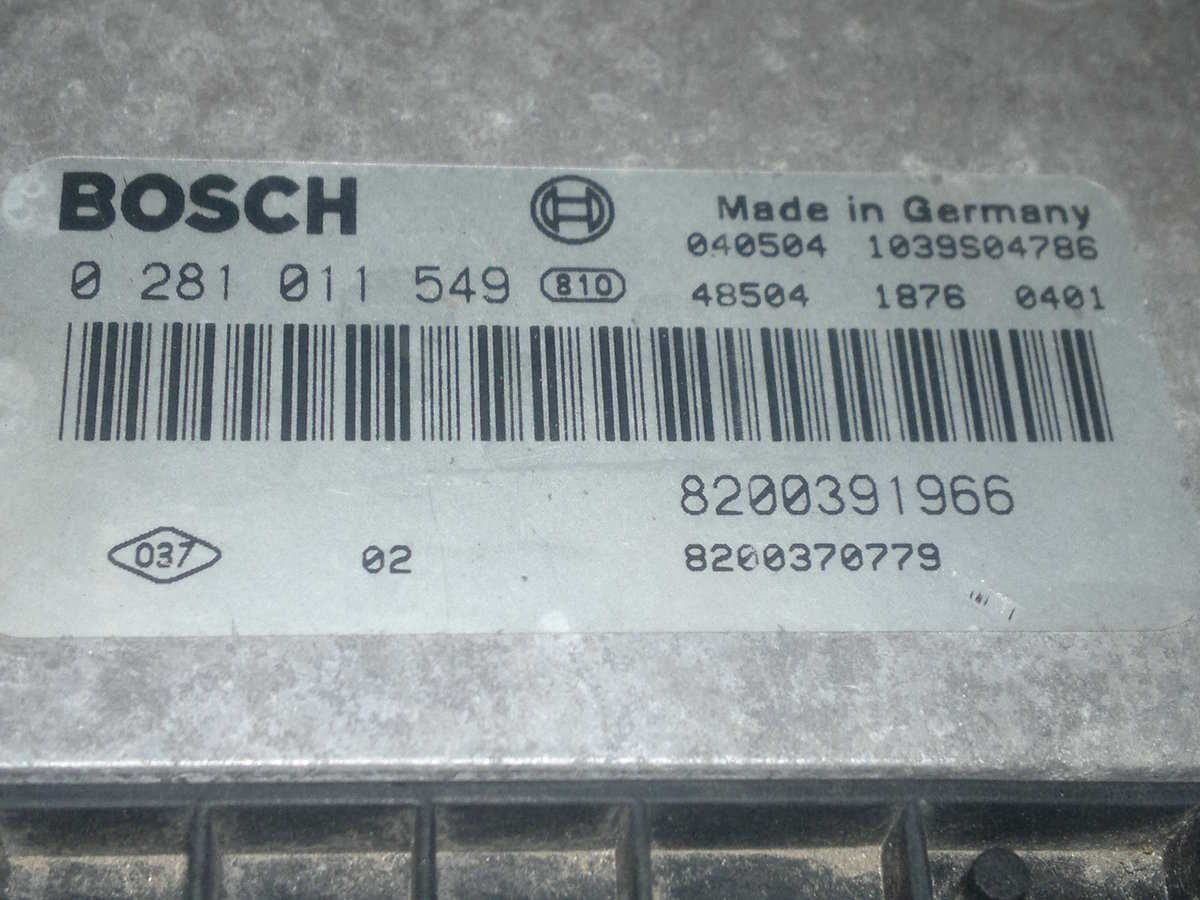 BOSCH
Made in Germany
040504 1039S04786
0 281 011 549 810
48504 1876 0401
8200391966
037 02 8200370779